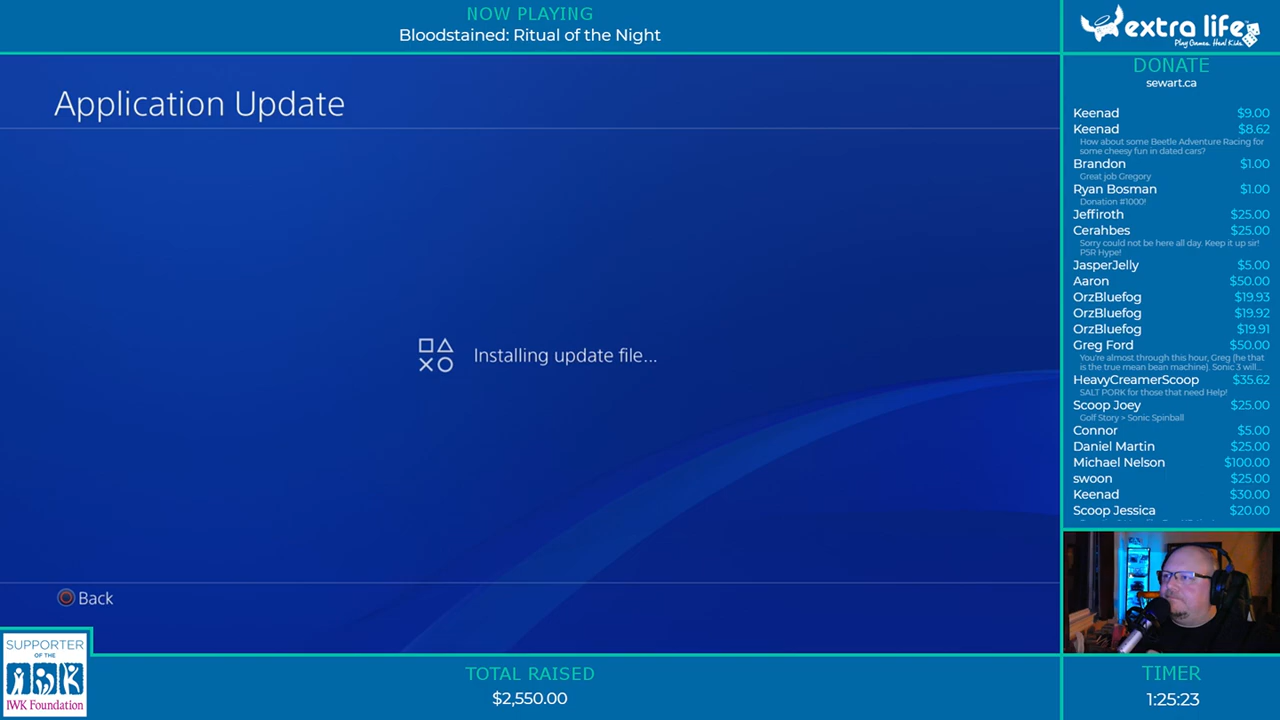 NOW PLAYING
Bloodstained: Ritual of the Night
extra life
Play Games. Heal Kids.
DONATE
sewart.ca
Application Update
Keenad $9.00
Keenad $8.62
How about some Beetle Adventure Racing for
some cheesy fun in dated cars?
Brandon $1.00
Great job Gregory
Ryan Bosman $1.00
Donation #1000!
Jeffiroth $25.00
Cerahbes $25.00
Sorry could not be here all day. Keep it up sir!
P5R Hype!
JasperJelly $5.00
Aaron $50.00
OrzBluefog $19.93
OrzBluefog $19.92
OrzBluefog $19.91
Greg Ford $50.00
You're almost through this hour, Greg (he that
is the true mean bean machine). Sonic 3 will...
HeavyCreamerScoop $35.62
SALT PORK for those that need Help!
Scoop Joey $25.00
Golf Story > Sonic Spinball
Connor $5.00
Daniel Martin $25.00
Michael Nelson $100.00
swoon $25.00
Keenad $30.00
Scoop Jessica $20.00
Installing update file...
Back
SUPPORTER
OF THE
IWK
IWK Foundation
TOTAL RAISED
$2,550.00
TIMER
1:25:23